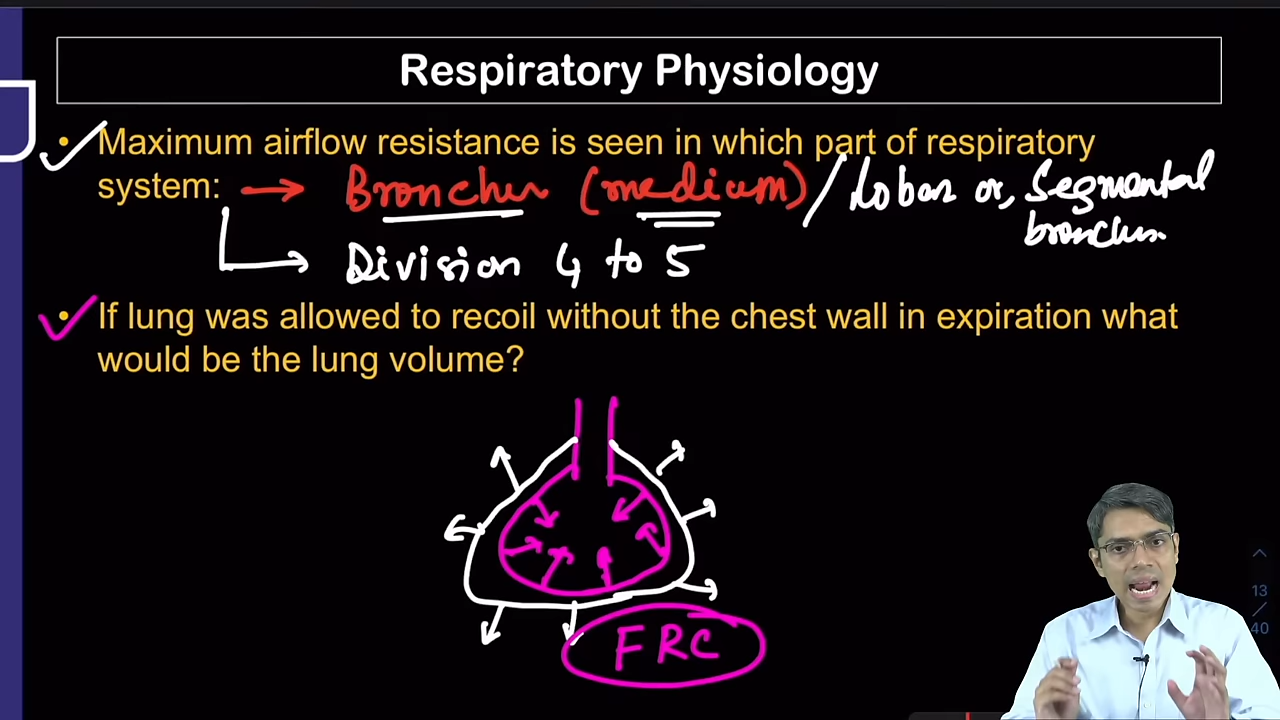 Respiratory Physiology
• Maximum airflow resistance is seen in which part of respiratory
system: → Bronchus (medium) / Lobar or, Segmental
bronchus.
→ Division 4 to 5
• If lung was allowed to recoil without the chest wall in expiration what
would be the lung volume?
FRC
13
/
40